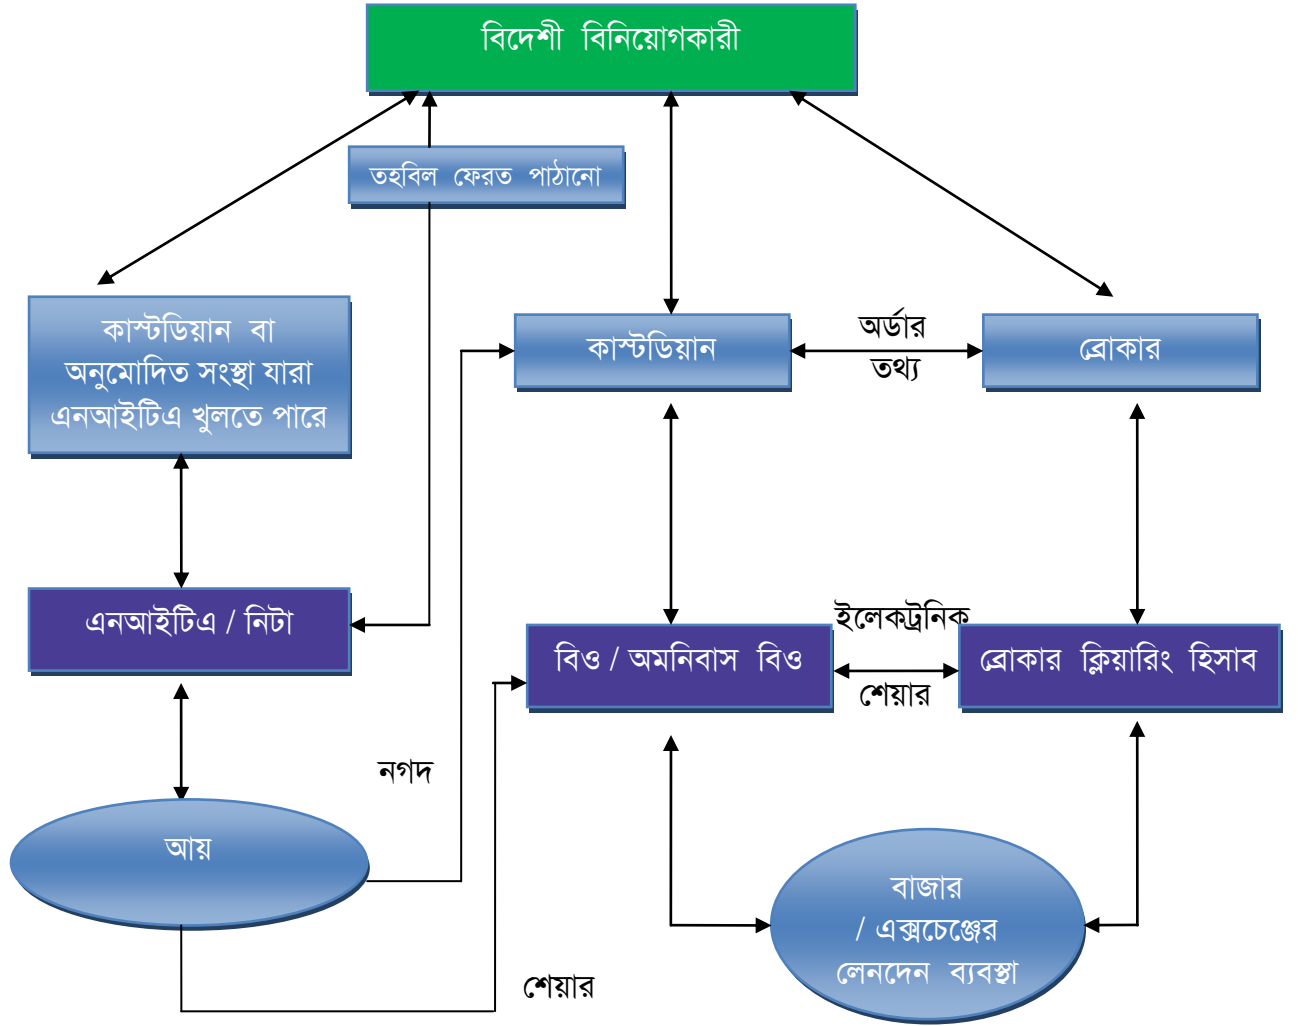 বিদেশী বিনিয়োগকারী
তহবিল ফেরত পাঠানো
কাস্টডিয়ান বা
অনুমোদিত সংস্থা যারা
এনআইটিএ খুলতে পারে
কাস্টডিয়ান
অর্ডার
তথ্য
ব্রোকার
এনআইটিএ / নিটা
বিও / অমনিবাস বিও
ইলেকট্রনিক
শেয়ার
ব্রোকার ক্লিয়ারিং হিসাব
নগদ
আয়
বাজার
/ এক্সচেঞ্জের
লেনদেন ব্যবস্থা
শেয়ার